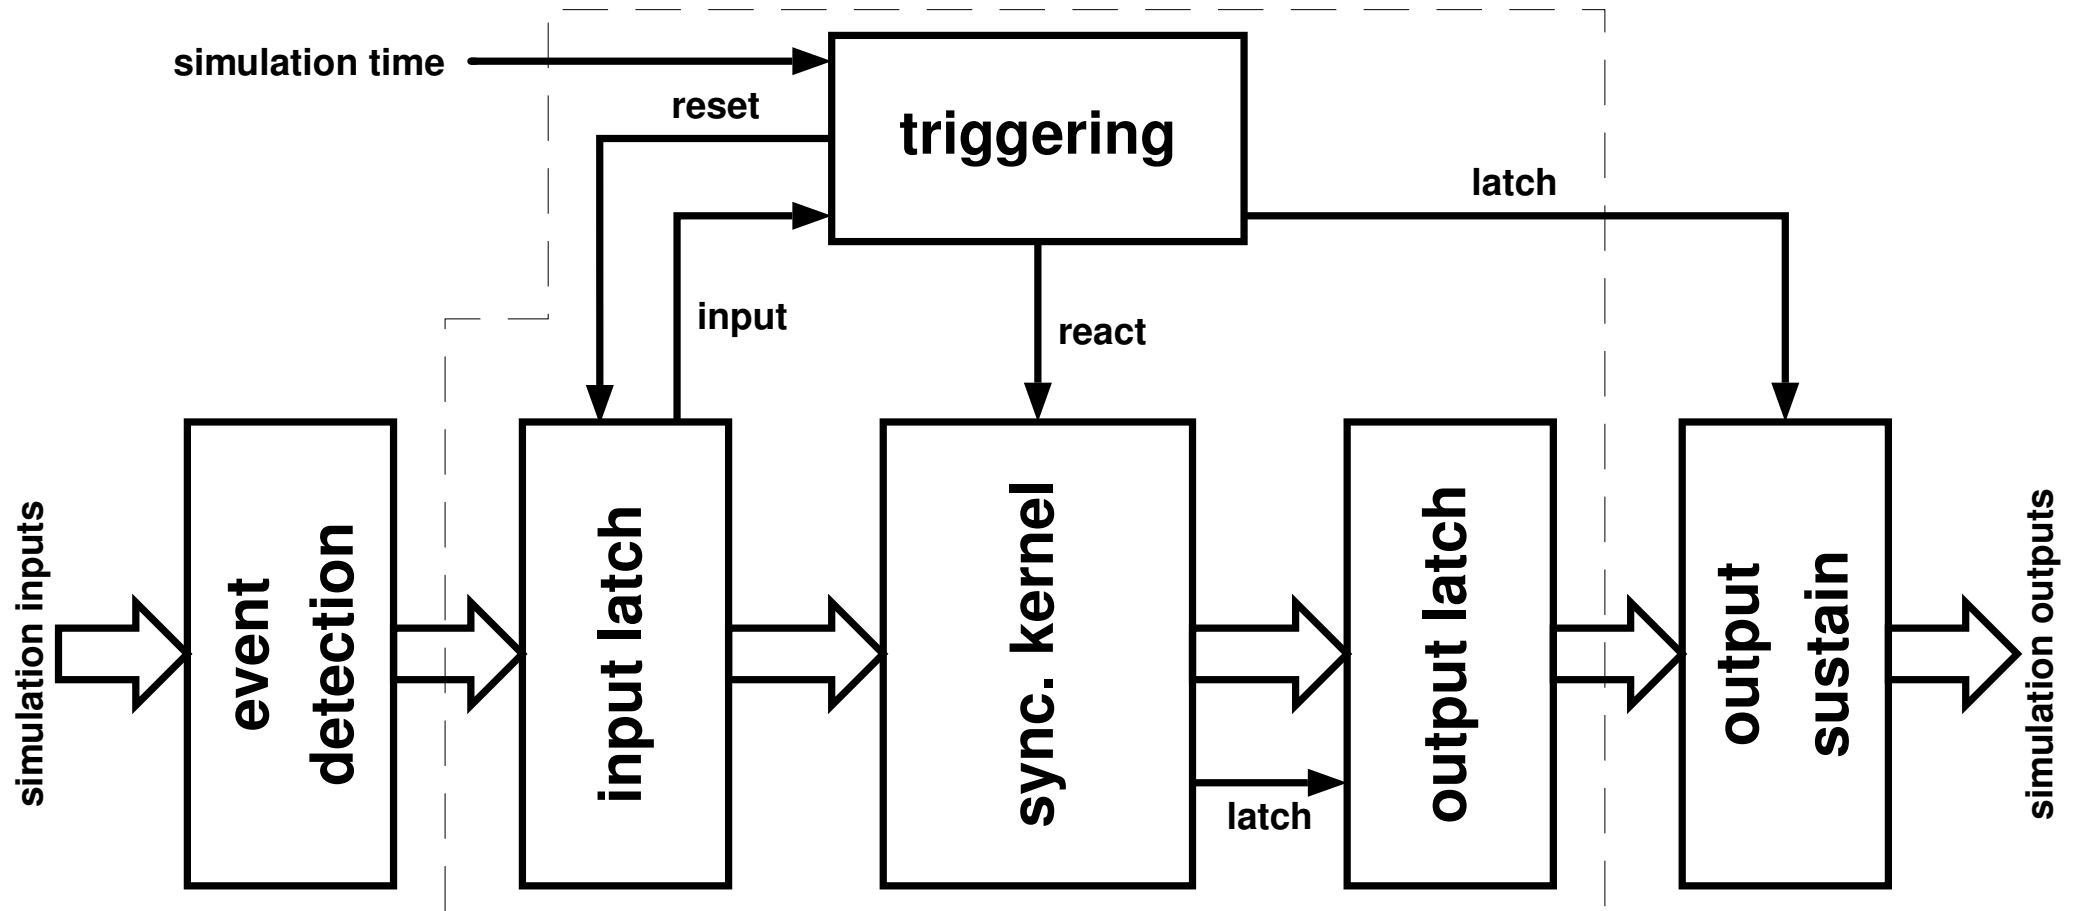 simulation time
reset
triggering
latch
input
react
simulation inputs
event
detection
input latch
sync. kernel
latch
output latch
output
sustain
simulation outputs